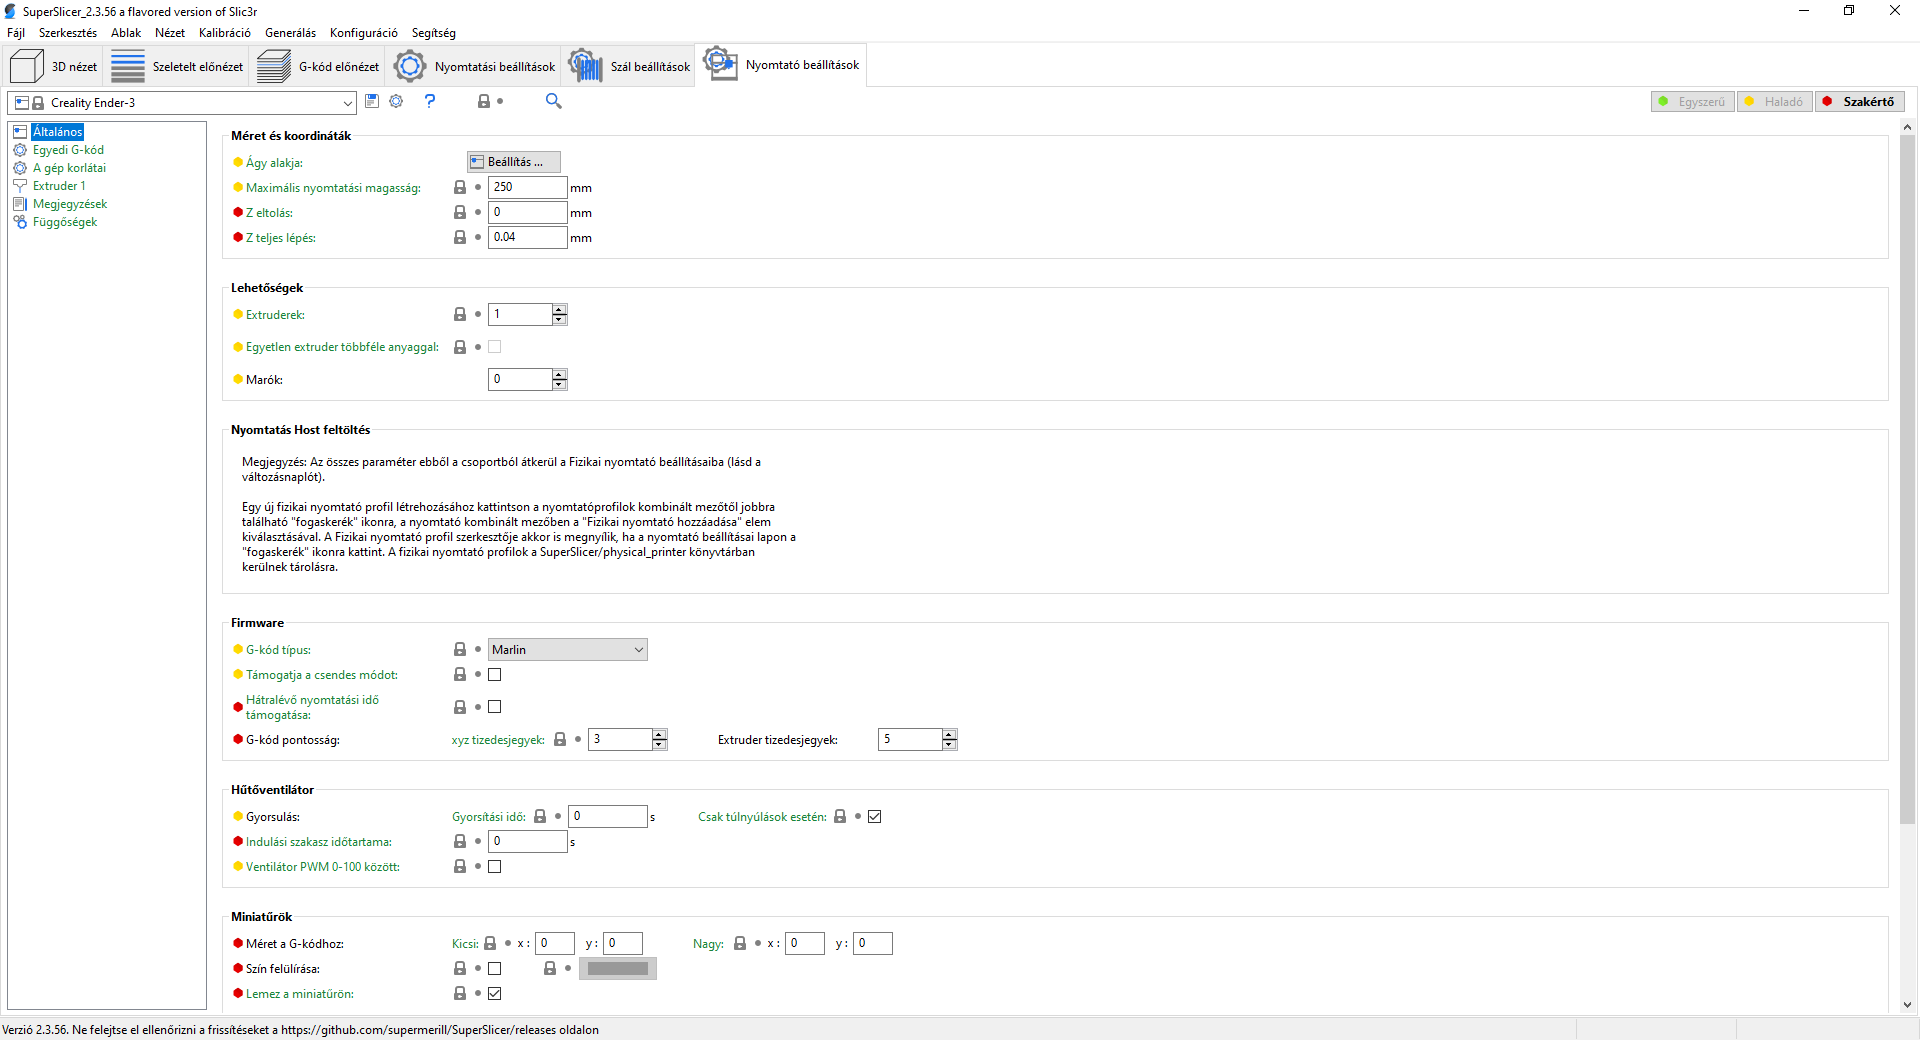 SuperSlicer_2.3.56 a flavored version of Slic3r
Fájl Szerkesztés Ablak Nézet Kalibráció Generálás Konfiguráció Segítség
3D nézet Szeletelt előnézet G-kód előnézet Nyomtatási beállítások Szál beállítások Nyomtató beállítások
Creality Ender-3 ? Egyszerű Haladó Szakértő
Általános
Egyedi G-kód
A gép korlátai
Extruder 1
Megjegyzések
Függőségek
Méret és koordináták
Ágy alakja: Beállítás ...
Maximális nyomtatási magasság: 250 mm
Z eltolás: 0 mm
Z teljes lépés: 0.04 mm
Lehetőségek
Extruderek: 1
Egyetlen extruder többféle anyaggal:
Marók: 0
Nyomtatás Host feltöltés
Megjegyzés: Az összes paraméter ebből a csoportból átkerül a Fizikai nyomtató beállításaiba (lásd a
változásnaplót).
Egy új fizikai nyomtató profil létrehozásához kattintson a nyomtatóprofilok kombinált mezőtől jobbra
található "fogaskerék" ikonra, a nyomtató kombinált mezőben a "Fizikai nyomtató hozzáadása" elem
kiválasztásával. A Fizikai nyomtató profil szerkesztője akkor is megnyílik, ha a nyomtató beállításai lapon a
"fogaskerék" ikonra kattint. A fizikai nyomtató profilok a SuperSlicer/physical_printer könyvtárban
kerülnek tárolásra.
Firmware
G-kód típus: Marlin
Támogatja a csendes módot:
Hátralévő nyomtatási idő
támogatása:
G-kód pontosság: xyz tizedesjegyek: 3 Extruder tizedesjegyek: 5
Hűtőventilátor
Gyorsulás: Gyorsítási idő: 0 s Csak túlnyúlások esetén:
Indulási szakasz időtartama: 0 s
Ventilátor PWM 0-100 között:
Miniatűrök
Méret a G-kódhoz: Kicsi: x : 0 y : 0 Nagy: x : 0 y : 0
Szín felülírása:
Lemez a miniatűrön:
Verzió 2.3.56. Ne felejtse el ellenőrizni a frissítéseket a https://github.com/supermerill/SuperSlicer/releases oldalon